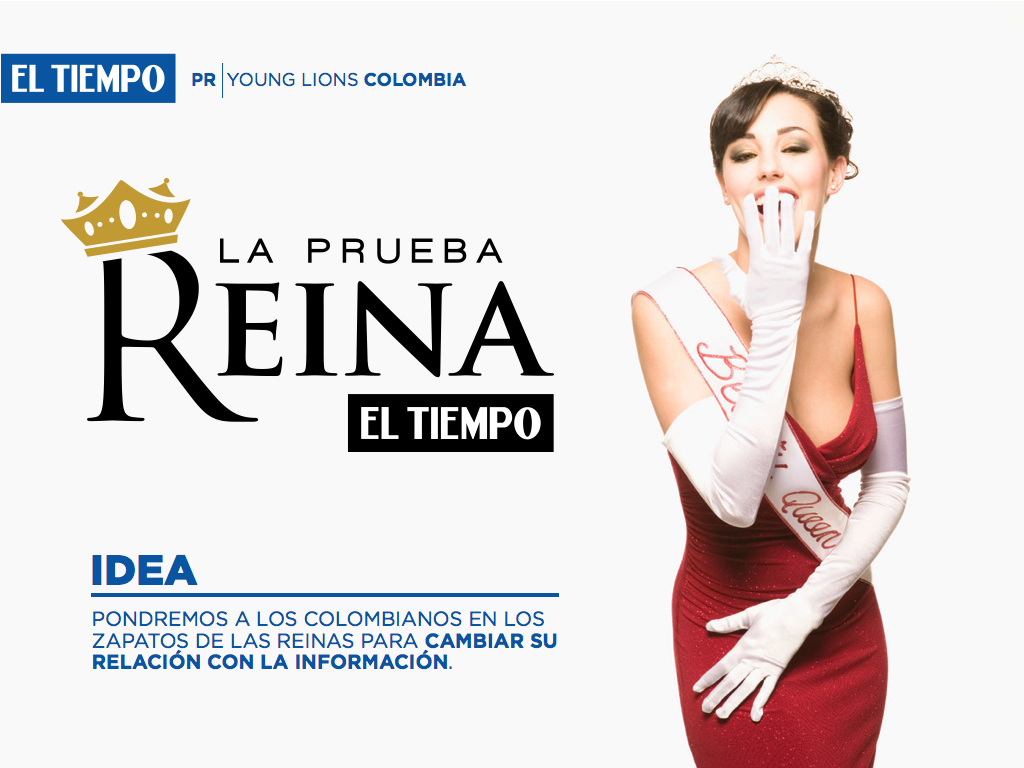 EL TIEMPO
PR | YOUNG LIONS COLOMBIA
LA PRUEBA
REINA
EL TIEMPO
Queen
IDEA
PONDREMOS A LOS COLOMBIANOS EN LOS
ZAPATOS DE LAS REINAS PARA CAMBIAR SU
RELACIÓN CON LA INFORMACIÓN.